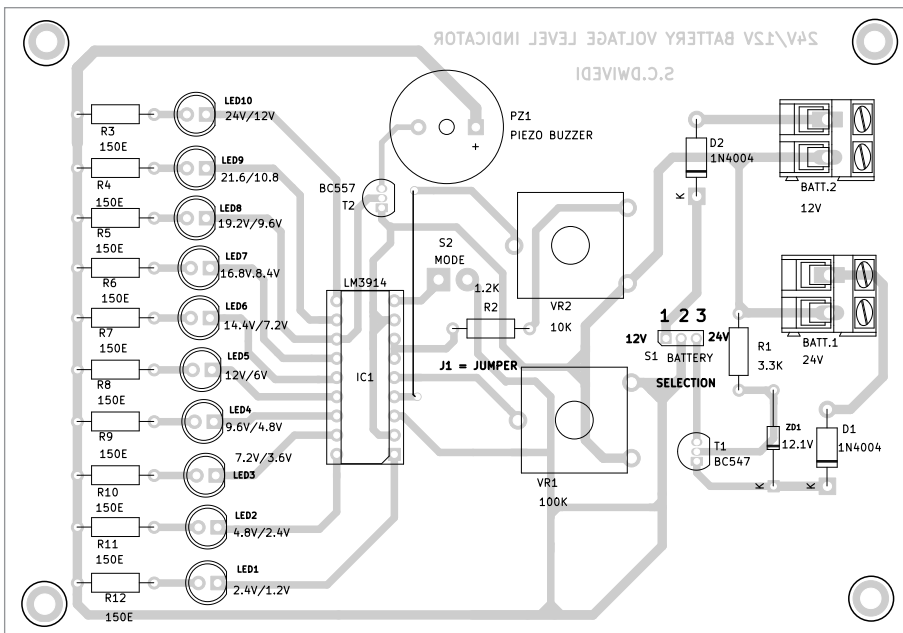 24V/12V BATTERY VOLTAGE LEVEL INDICATOR
S.C.DWIVEDI
LED10
24V/12V
R3
150E
LED9
21.6/10.8
R4
150E
LED8
19.2V/9.6V
R5
150E
LED7
16.8V.8.4V
R6
150E
LED6
14.4V/7.2V
R7
150E
LED5
12V/6V
R8
150E
LED4
9.6V/4.8V
R9
150E
7.2V/3.6V
LED3
R10
150E
LED2
4.8V/2.4V
R11
150E
LED1
2.4V/1.2V
R12
150E
PZ1
PIEZO BUZZER
+
BC557
T2
S2
MODE
LM3914
IC1
1.2K
R2
VR2
10K
J1 = JUMPER
VR1
100K
D2
1N4004
K
BATT.2
12V
1 2 3
12V
24V
S1 BATTERY
SELECTION
R1
3.3K
BATT.1
24V
T1
BC547
ZD1
12.1V
K
D1
1N4004
K